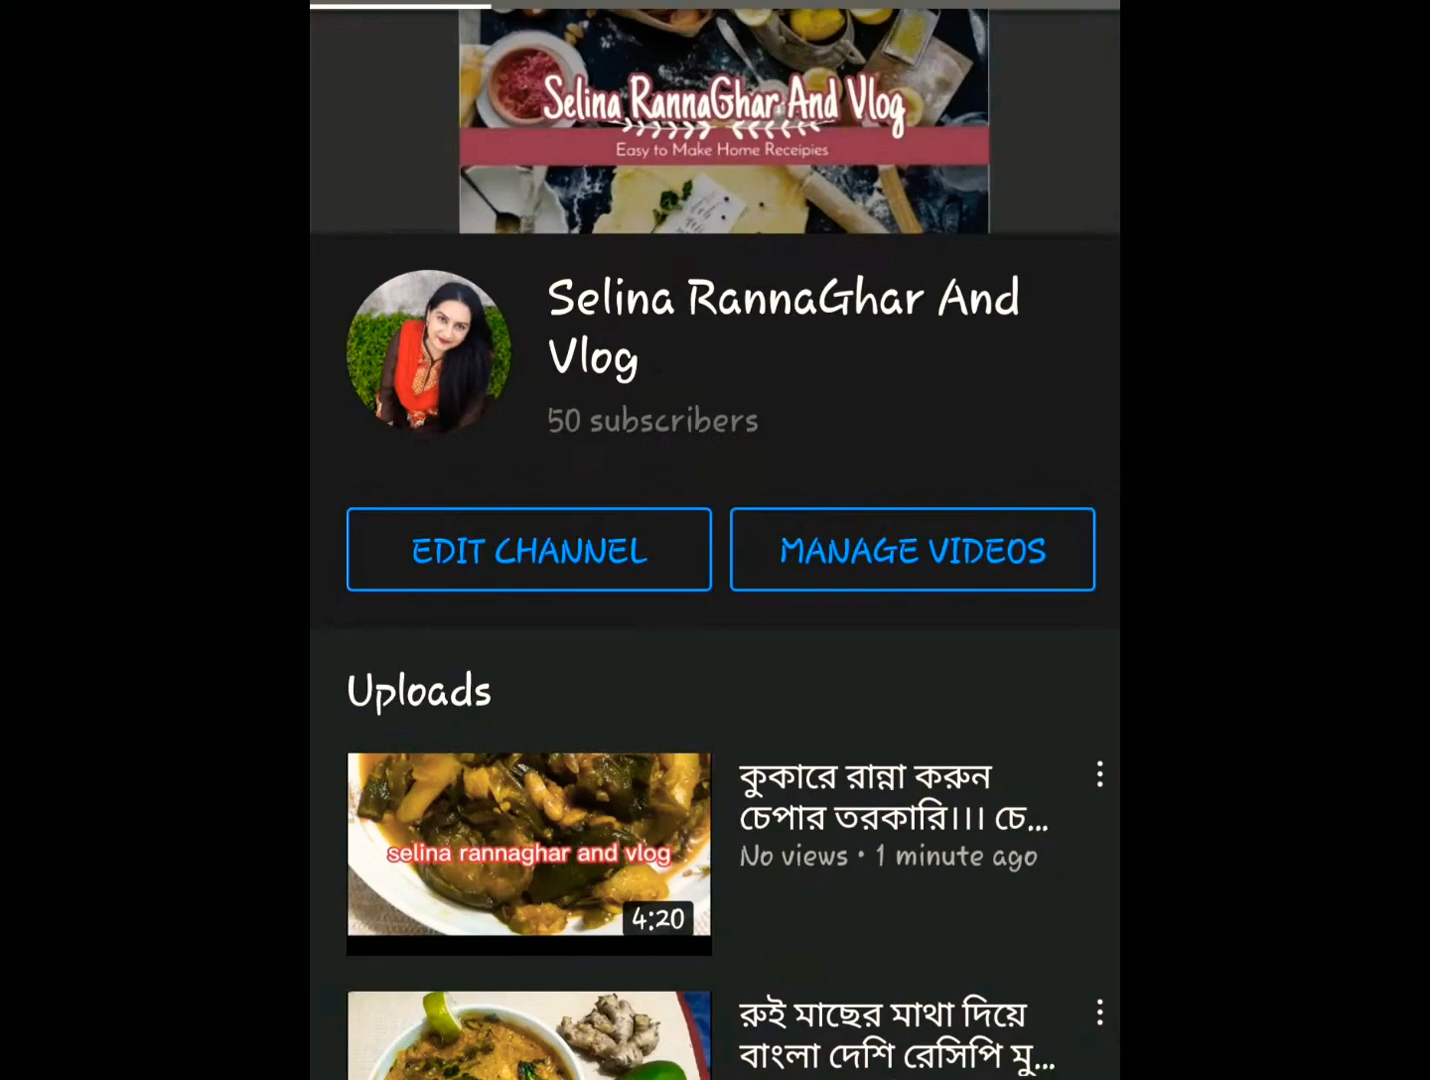 Selina RannaGhar And Vlog
Easy to Make Home Receipies
Selina RannaGhar And
Vlog
50 subscribers
EDIT CHANNEL
MANAGE VIDEOS
Uploads
selina rannaghar and vlog
4:20
কুকারে রান্না করুন
চেপার তরকারি।।। চে...
No views • 1 minute ago
রুই মাছের মাথা দিয়ে
বাংলা দেশি রেসিপি মু...